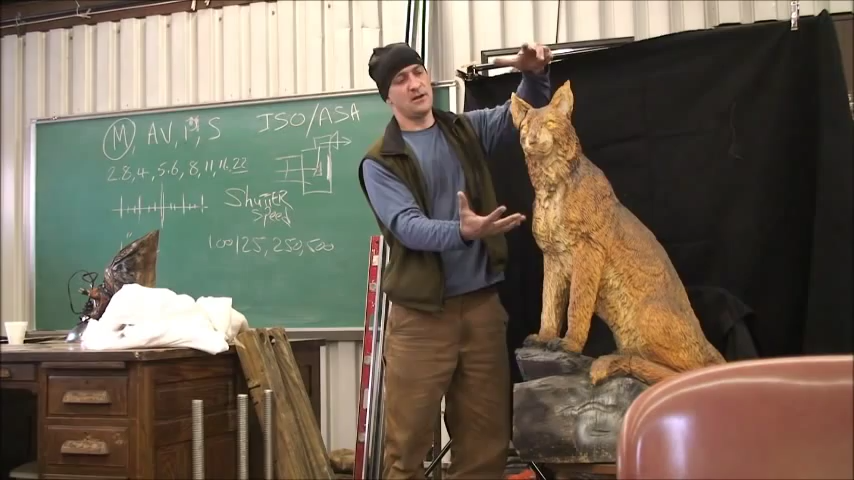 M AV, P, S
ISO/ASA
2.8, 4, 5.6, 8, 11, 16, 22
Shutter
Speed
100, 125, 250, 500